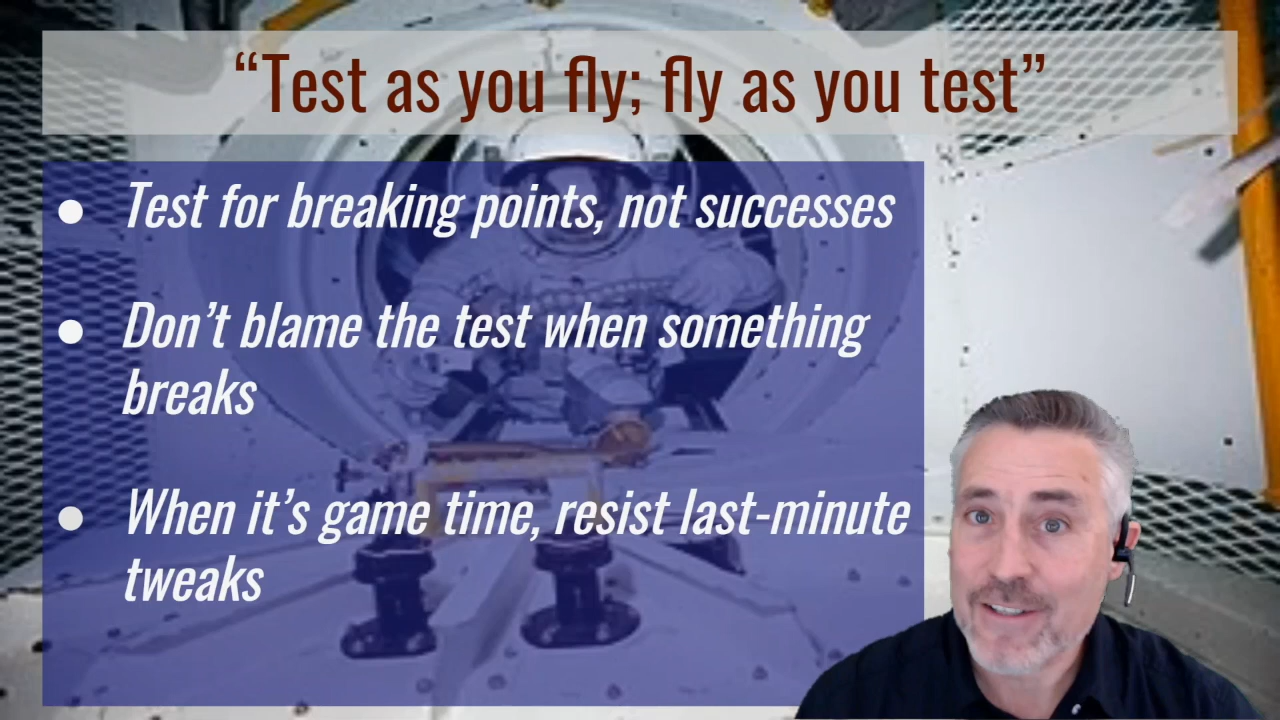 “Test as you fly; fly as you test”
● Test for breaking points, not successes
● Don’t blame the test when something
breaks
● When it’s game time, resist last-minute
tweaks